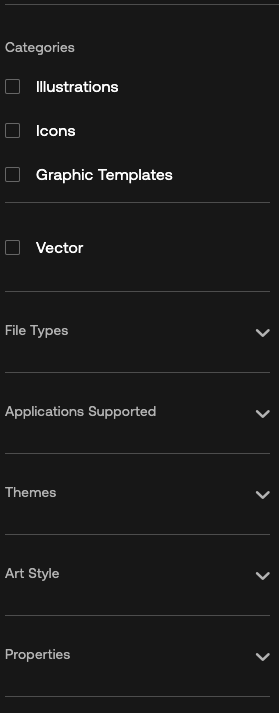 Categories
Illustrations
Icons
Graphic Templates
Vector
File Types
Applications Supported
Themes
Art Style
Properties